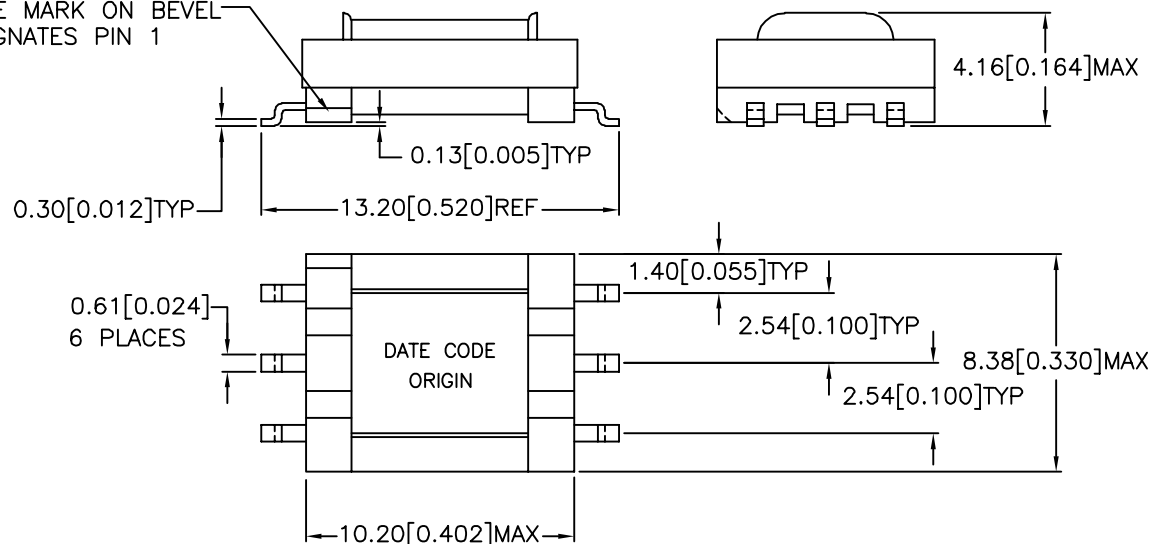 MARK ON BEVEL
PIN 1
4.16[0.164]MAX
0.13[0.005]TYP
0.30[0.012]TYP
13.20[0.520]REF
1.40[0.055]TYP
0.61[0.024]
6 PLACES
2.54[0.100]TYP
DATE CODE
ORIGIN
8.38[0.330]MAX
2.54[0.100]TYP
10.20[0.402]MAX